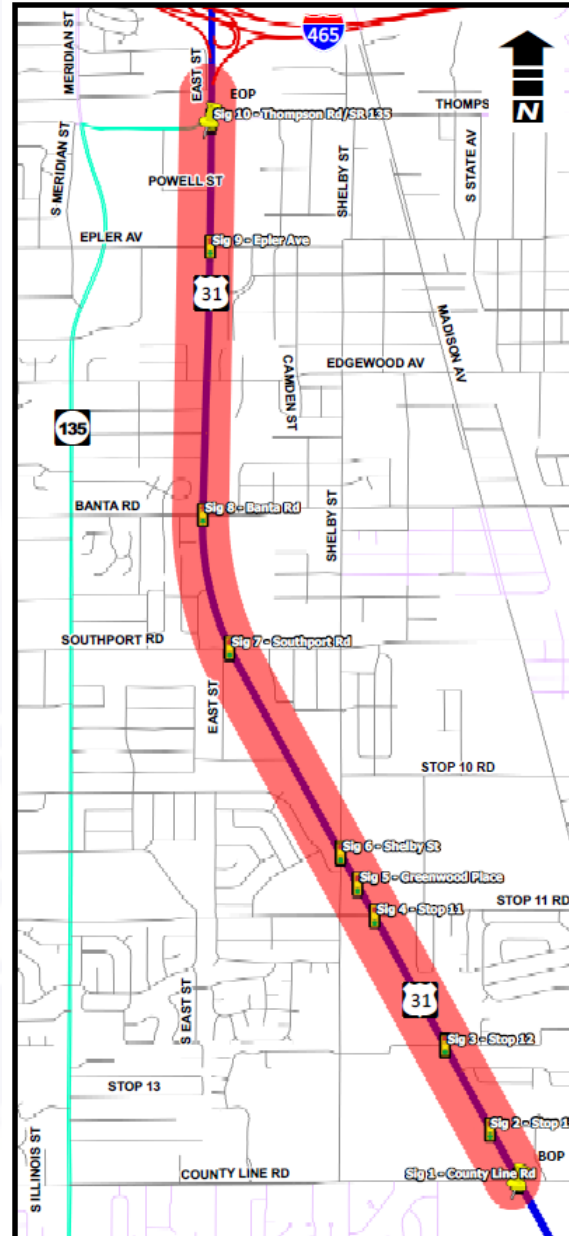 465
MERIDIAN ST
EAST ST
EOP
THOMPS
N
Sig 10 - Thompson Rd/SR 135
S MERIDIAN ST
SHELBY ST
S STATE AV
POWELL ST
EPLER AV
Sig 9 - Epler Ave
31
MADISON AV
CAMDEN ST
EDGEWOOD AV
135
BANTA RD
Sig 8 - Banta Rd
SHELBY ST
SOUTHPORT RD
Sig 7 - Southport Rd
EAST ST
STOP 10 RD
Sig 6 - Shelby St
Sig 5 - Greenwood Place
STOP 11 RD
Sig 4 - Stop 11
31
S EAST ST
Sig 3 - Stop 12
STOP 13
Sig 2 - Stop 1
S ILLINOIS ST
BOP
COUNTY LINE RD
Sig 1 - County Line Rd